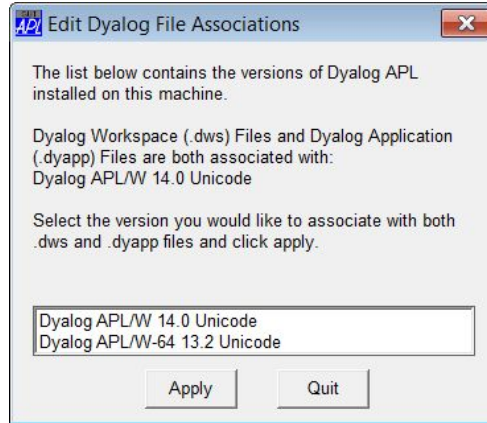 APL Edit Dyalog File Associations
The list below contains the versions of Dyalog APL
installed on this machine.
Dyalog Workspace (.dws) Files and Dyalog Application
(.dyapp) Files are both associated with:
Dyalog APL/W 14.0 Unicode
Select the version you would like to associate with both
.dws and .dyapp files and click apply.
Dyalog APL/W 14.0 Unicode
Dyalog APL/W-64 13.2 Unicode
Apply Quit